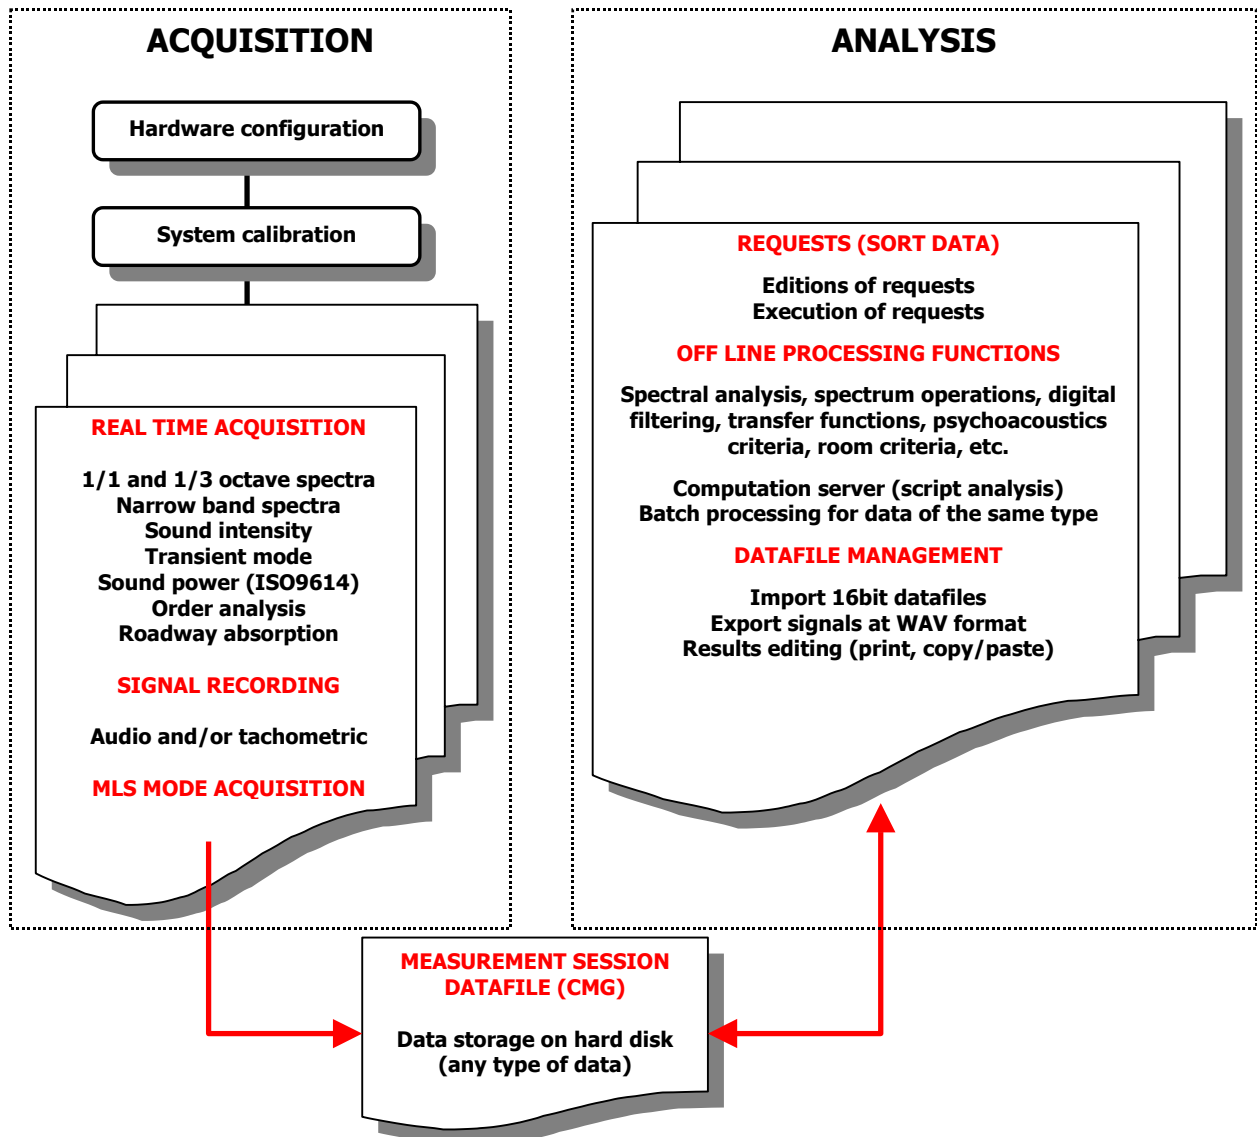 ACQUISITION
Hardware configuration
System calibration
REAL TIME ACQUISITION
1/1 and 1/3 octave spectra
Narrow band spectra
Sound intensity
Transient mode
Sound power (ISO9614)
Order analysis
Roadway absorption
SIGNAL RECORDING
Audio and/or tachometric
MLS MODE ACQUISITION
ANALYSIS
REQUESTS (SORT DATA)
Editions of requests
Execution of requests
OFF LINE PROCESSING FUNCTIONS
Spectral analysis, spectrum operations, digital
filtering, transfer functions, psychoacoustics
criteria, room criteria, etc.
Computation server (script analysis)
Batch processing for data of the same type
DATAFILE MANAGEMENT
Import 16bit datafiles
Export signals at WAV format
Results editing (print, copy/paste)
MEASUREMENT SESSION
DATAFILE (CMG)
Data storage on hard disk
(any type of data)